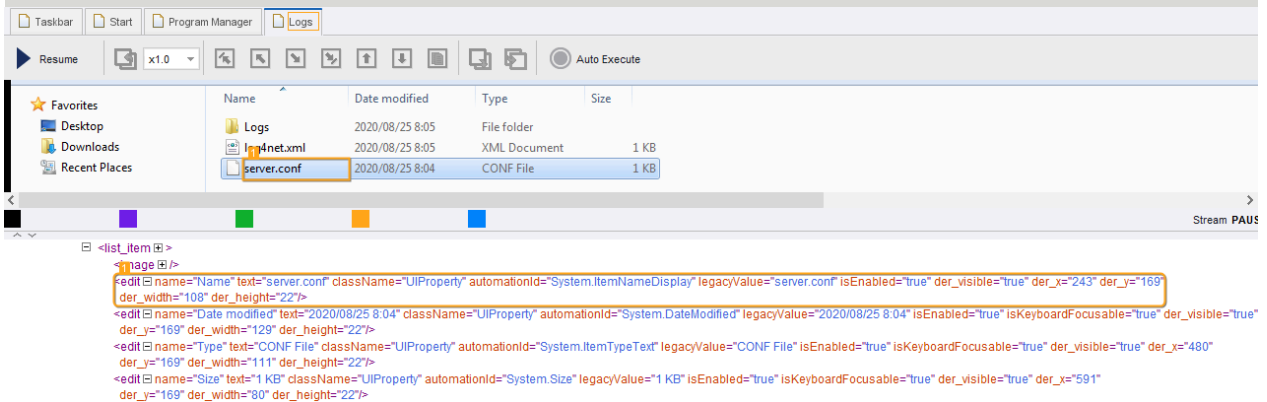 Taskbar Start Program Manager Logs
Resume x1.0 Auto Execute
Favorites Name Date modified Type Size
Desktop Logs 2020/08/25 8:05 File folder
Downloads log4net.xml 2020/08/25 8:05 XML Document 1 KB
Recent Places server.conf 2020/08/25 8:04 CONF File 1 KB
1
Stream PAUS
<list_item >
<image />
1
<edit name="Name" text="server.conf" className="UIProperty" automationId="System.ItemNameDisplay" legacyValue="server.conf" isEnabled="true" der_visible="true" der_x="243" der_y="169"
der_width="108" der_height="22"/>
<edit name="Date modified" text="2020/08/25 8:04" className="UIProperty" automationId="System.DateModified" legacyValue="2020/08/25 8:04" isEnabled="true" isKeyboardFocusable="true" der_visible="true"
der_y="169" der_width="129" der_height="22"/>
<edit name="Type" text="CONF File" className="UIProperty" automationId="System.ItemTypeText" legacyValue="CONF File" isEnabled="true" isKeyboardFocusable="true" der_visible="true" der_x="480"
der_y="169" der_width="111" der_height="22"/>
<edit name="Size" text="1 KB" className="UIProperty" automationId="System.Size" legacyValue="1 KB" isEnabled="true" isKeyboardFocusable="true" der_visible="true" der_x="591"
der_y="169" der_width="80" der_height="22"/>